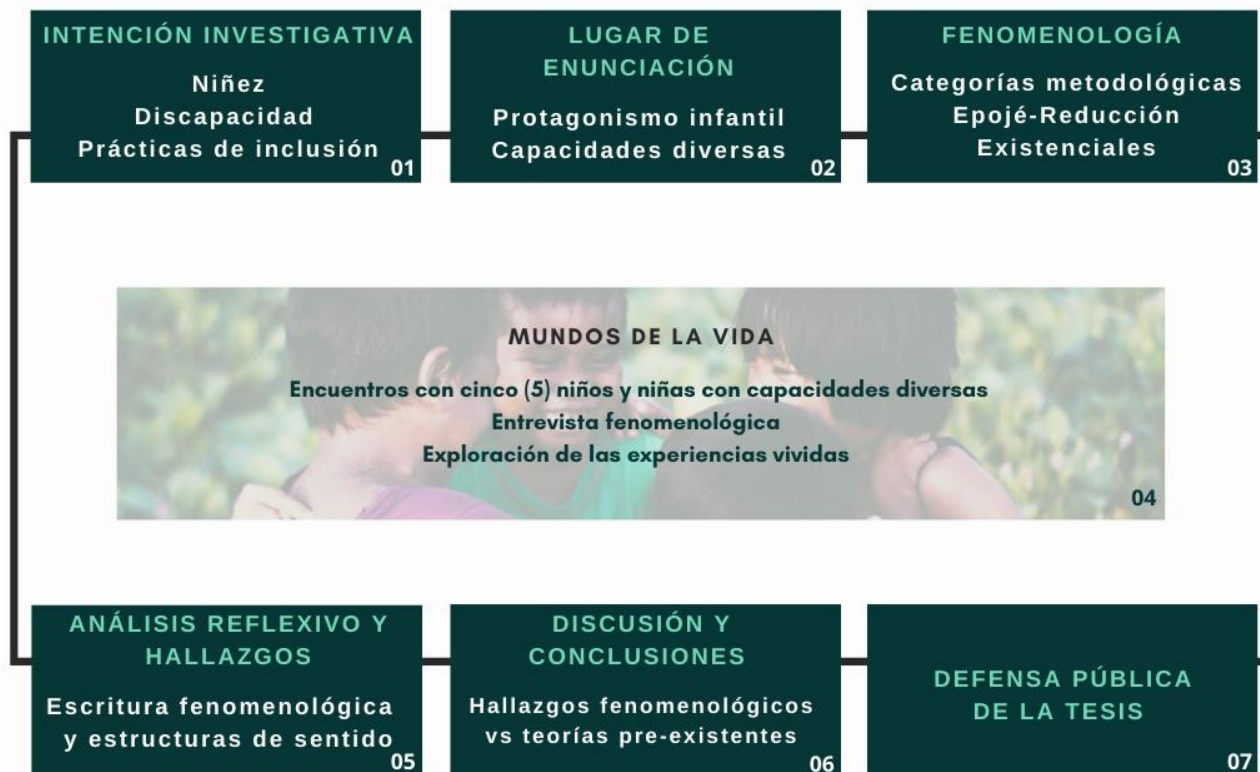 INTENCIÓN INVESTIGATIVA
Niñez
Discapacidad
Prácticas de inclusión
01
LUGAR DE
ENUNCIACIÓN
Protagonismo infantil
Capacidades diversas
02
FENOMENOLOGÍA
Categorías metodológicas
Epojé-Reducción
Existenciales
03
MUNDOS DE LA VIDA
Encuentros con cinco (5) niños y niñas con capacidades diversas
Entrevista fenomenológica
Exploración de las experiencias vividas
04
ANÁLISIS REFLEXIVO Y
HALLAZGOS
Escritura fenomenológica
y estructuras de sentido
05
DISCUSIÓN Y
CONCLUSIONES
Hallazgos fenomenológicos
vs teorías pre-existentes
06
DEFENSA PÚBLICA
DE LA TESIS
07